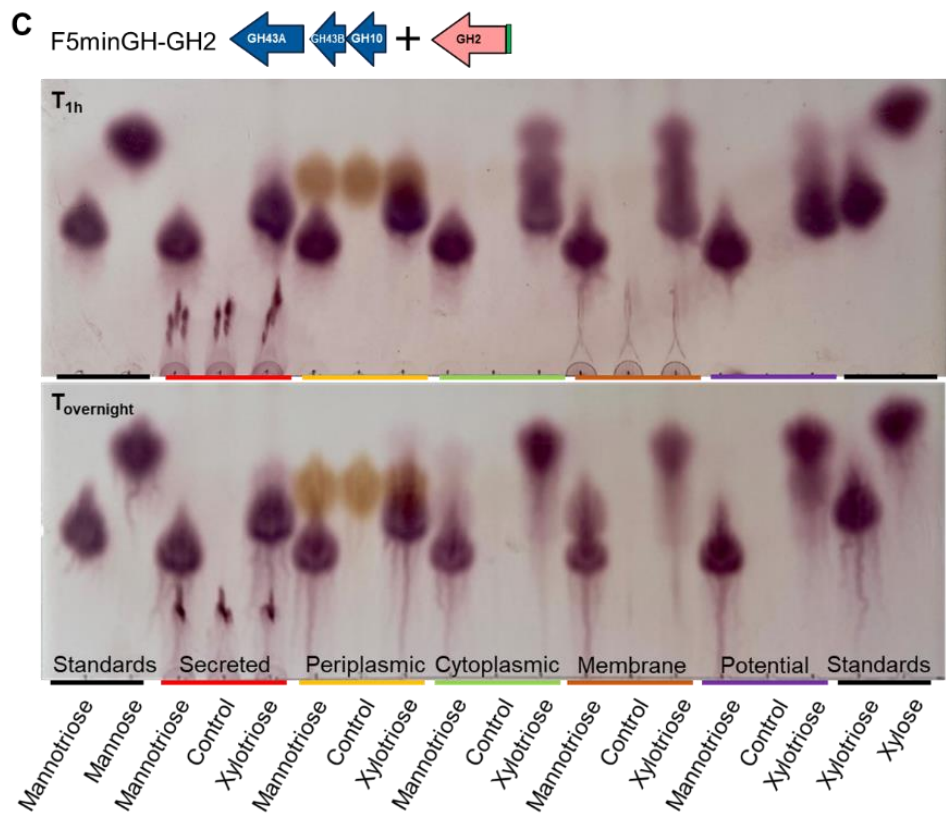 C
F5minGH-GH2 GH43A GH43B GH10 + GH2
T1h
Tovernight
Standards Secreted Periplasmic Cytoplasmic Membrane Potential Standards
Mannotriose
Mannose
Mannotriose
Control
Xylotriose
Mannotriose
Control
Xylotriose
Mannotriose
Control
Xylotriose
Mannotriose
Control
Xylotriose
Mannotriose
Control
Xylotriose
Xylotriose
Xylose